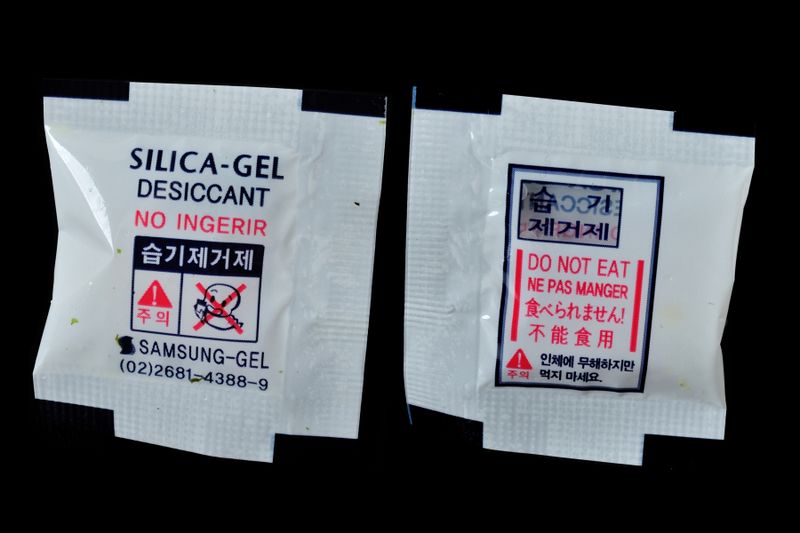 SILICA-GEL
DESICCANT
NO INGERIR
습기제거제
주의
SAMSUNG-GEL
(02)2681-4388-9
습 기
제거제
DO NOT EAT
NE PAS MANGER
食べられません!
不能食用
주의
인체에 무해하지만
먹지 마세요.